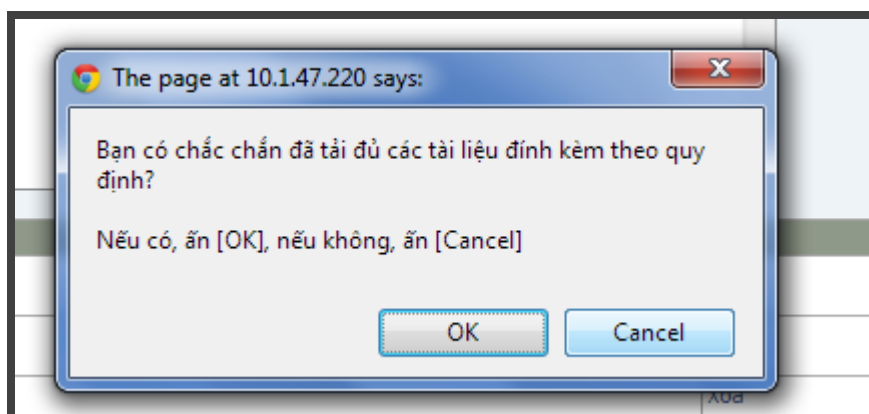 The page at 10.1.47.220 says:
Bạn có chắc chắn đã tải đủ các tài liệu đính kèm theo quy
định?
Nếu có, ấn [OK], nếu không, ấn [Cancel]
OK Cancel
xóa